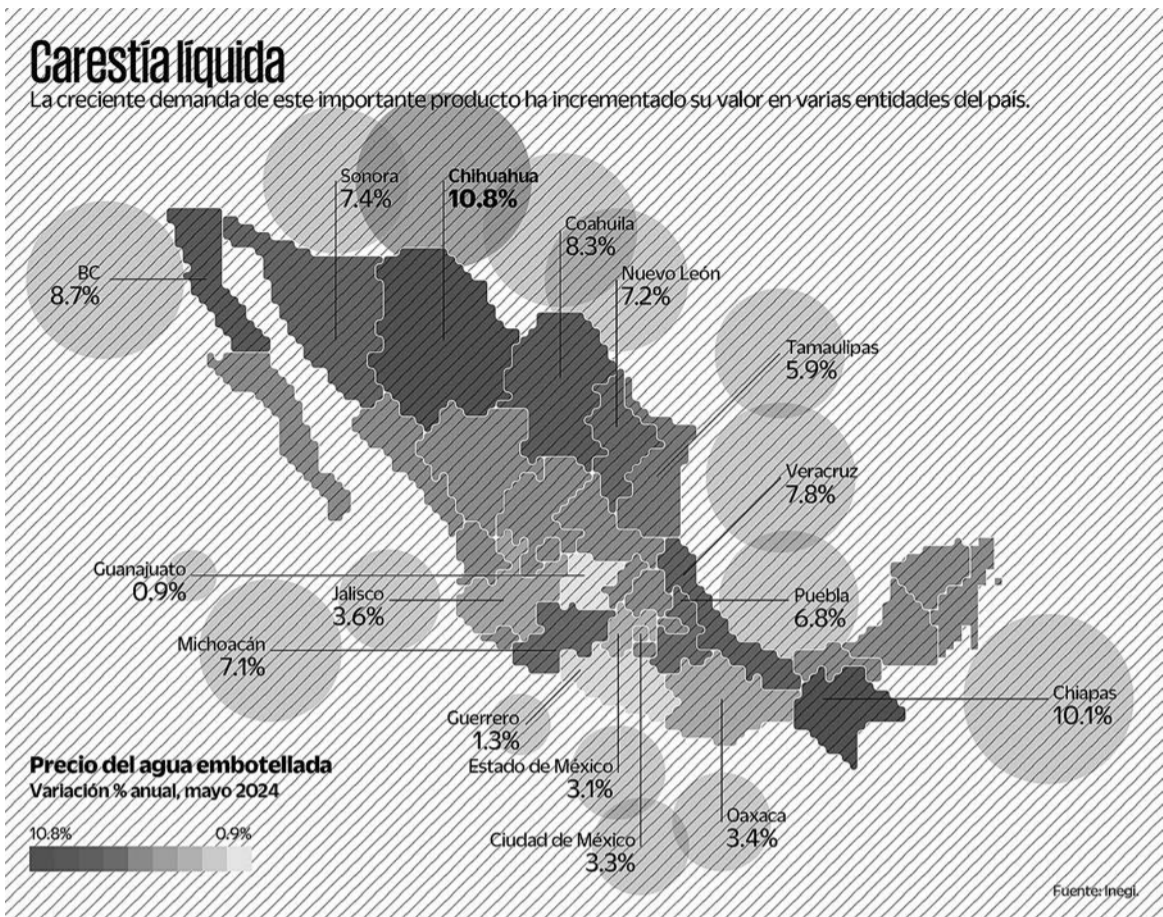 Carestía líquida
La creciente demanda de este importante producto ha incrementado su valor en varias entidades del país.
Sonora
7.4%
Chihuahua
10.8%
Coahuila
8.3%
BC
8.7%
Nuevo León
7.2%
Tamaulipas
5.9%
Veracruz
7.8%
Guanajuato
0.9%
Jalisco
3.6%
Puebla
6.8%
Michoacán
7.1%
Chiapas
10.1%
Guerrero
1.3%
Estado de México
3.1%
Oaxaca
3.4%
Ciudad de México
3.3%
Precio del agua embotellada
Variación % anual, mayo 2024
10.8% 0.9%
Fuente: Inegi.